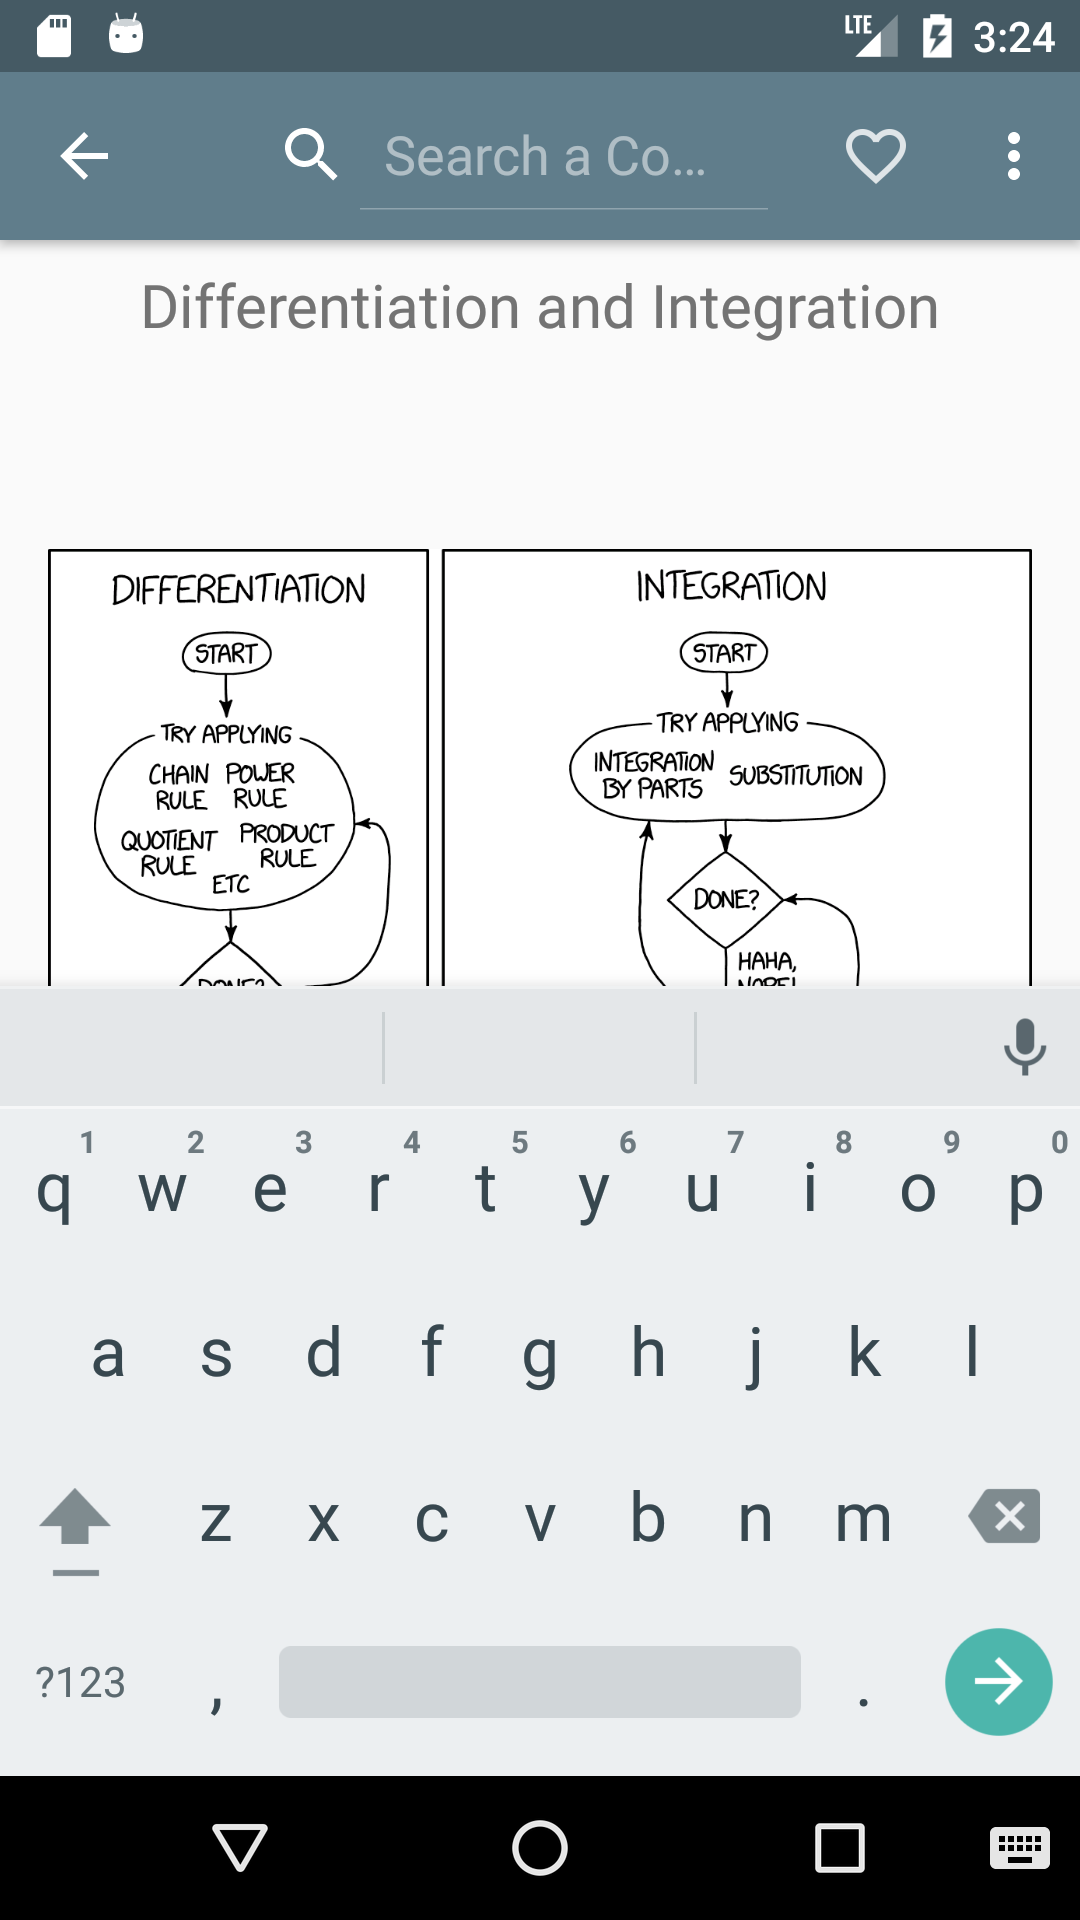 LTE 3:24
Search a Co...
Differentiation and Integration
DIFFERENTIATION
START
TRY APPLYING
CHAIN RULE POWER RULE
QUOTIENT RULE PRODUCT RULE
ETC
DONE?
INTEGRATION
START
TRY APPLYING
INTEGRATION BY PARTS SUBSTITUTION
DONE?
HAHA,
NOPE!
1 2 3 4 5 6 7 8 9 0
q w e r t y u i o p
a s d f g h j k l
z x c v b n m
?123 , .